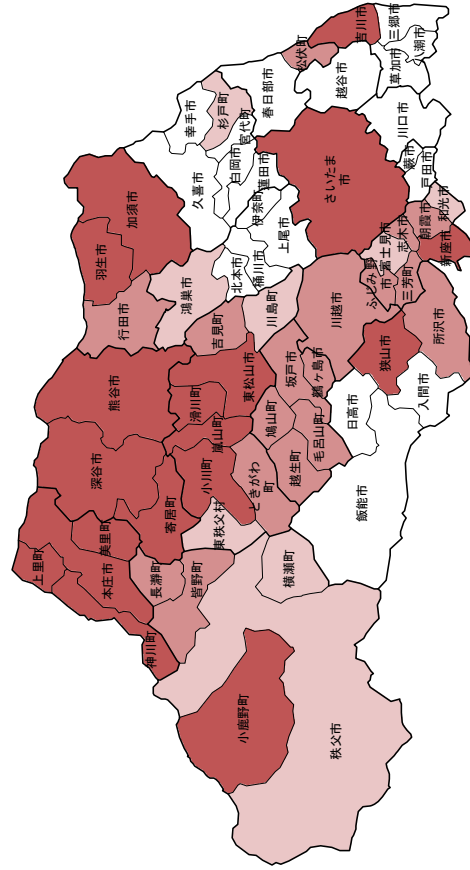 上里町
深谷市
羽生市
美里町
本庄市
熊谷市
行田市
加須市
神川町
長瀞町
寄居町
鴻巣市
幸手市
皆野町
滑川町
久喜市
小川町
嵐山町
吉見町
東秩父村
杉戸町
白岡市
北本市
小鹿野町
宮代町
東松山市
ときがわ
町
桶川市
伊奈町
蓮田市
春日部市
鳩山町
川島町
上尾市
横瀬町
坂戸市
越生町
松伏町
鶴ヶ島市
毛呂山町
秩父市
川越市
さいたま
市
越谷市
日高市
飯能市
吉川市
ふじみ野
市
狭山市
富士見市
三郷市
草加市
川口市
志木市
三芳町
蕨市
八潮市
入間市
朝霞市
戸田市
所沢市
和光市
新座市